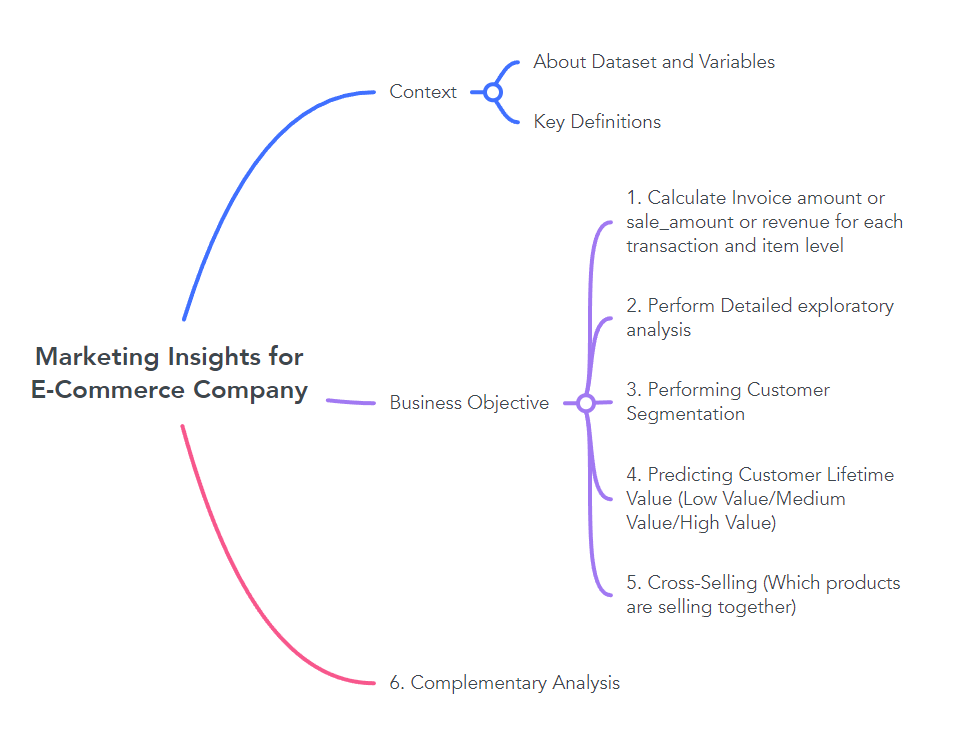 About Dataset and Variables
Context
Key Definitions
1. Calculate Invoice amount or
sale_amount or revenue for each
transaction and item level
2. Perform Detailed exploratory
analysis
Marketing Insights for
E-Commerce Company
Business Objective
3. Performing Customer
Segmentation
4. Predicting Customer Lifetime
Value (Low Value/Medium
Value/High Value)
5. Cross-Selling (Which products
are selling together)
6. Complementary Analysis